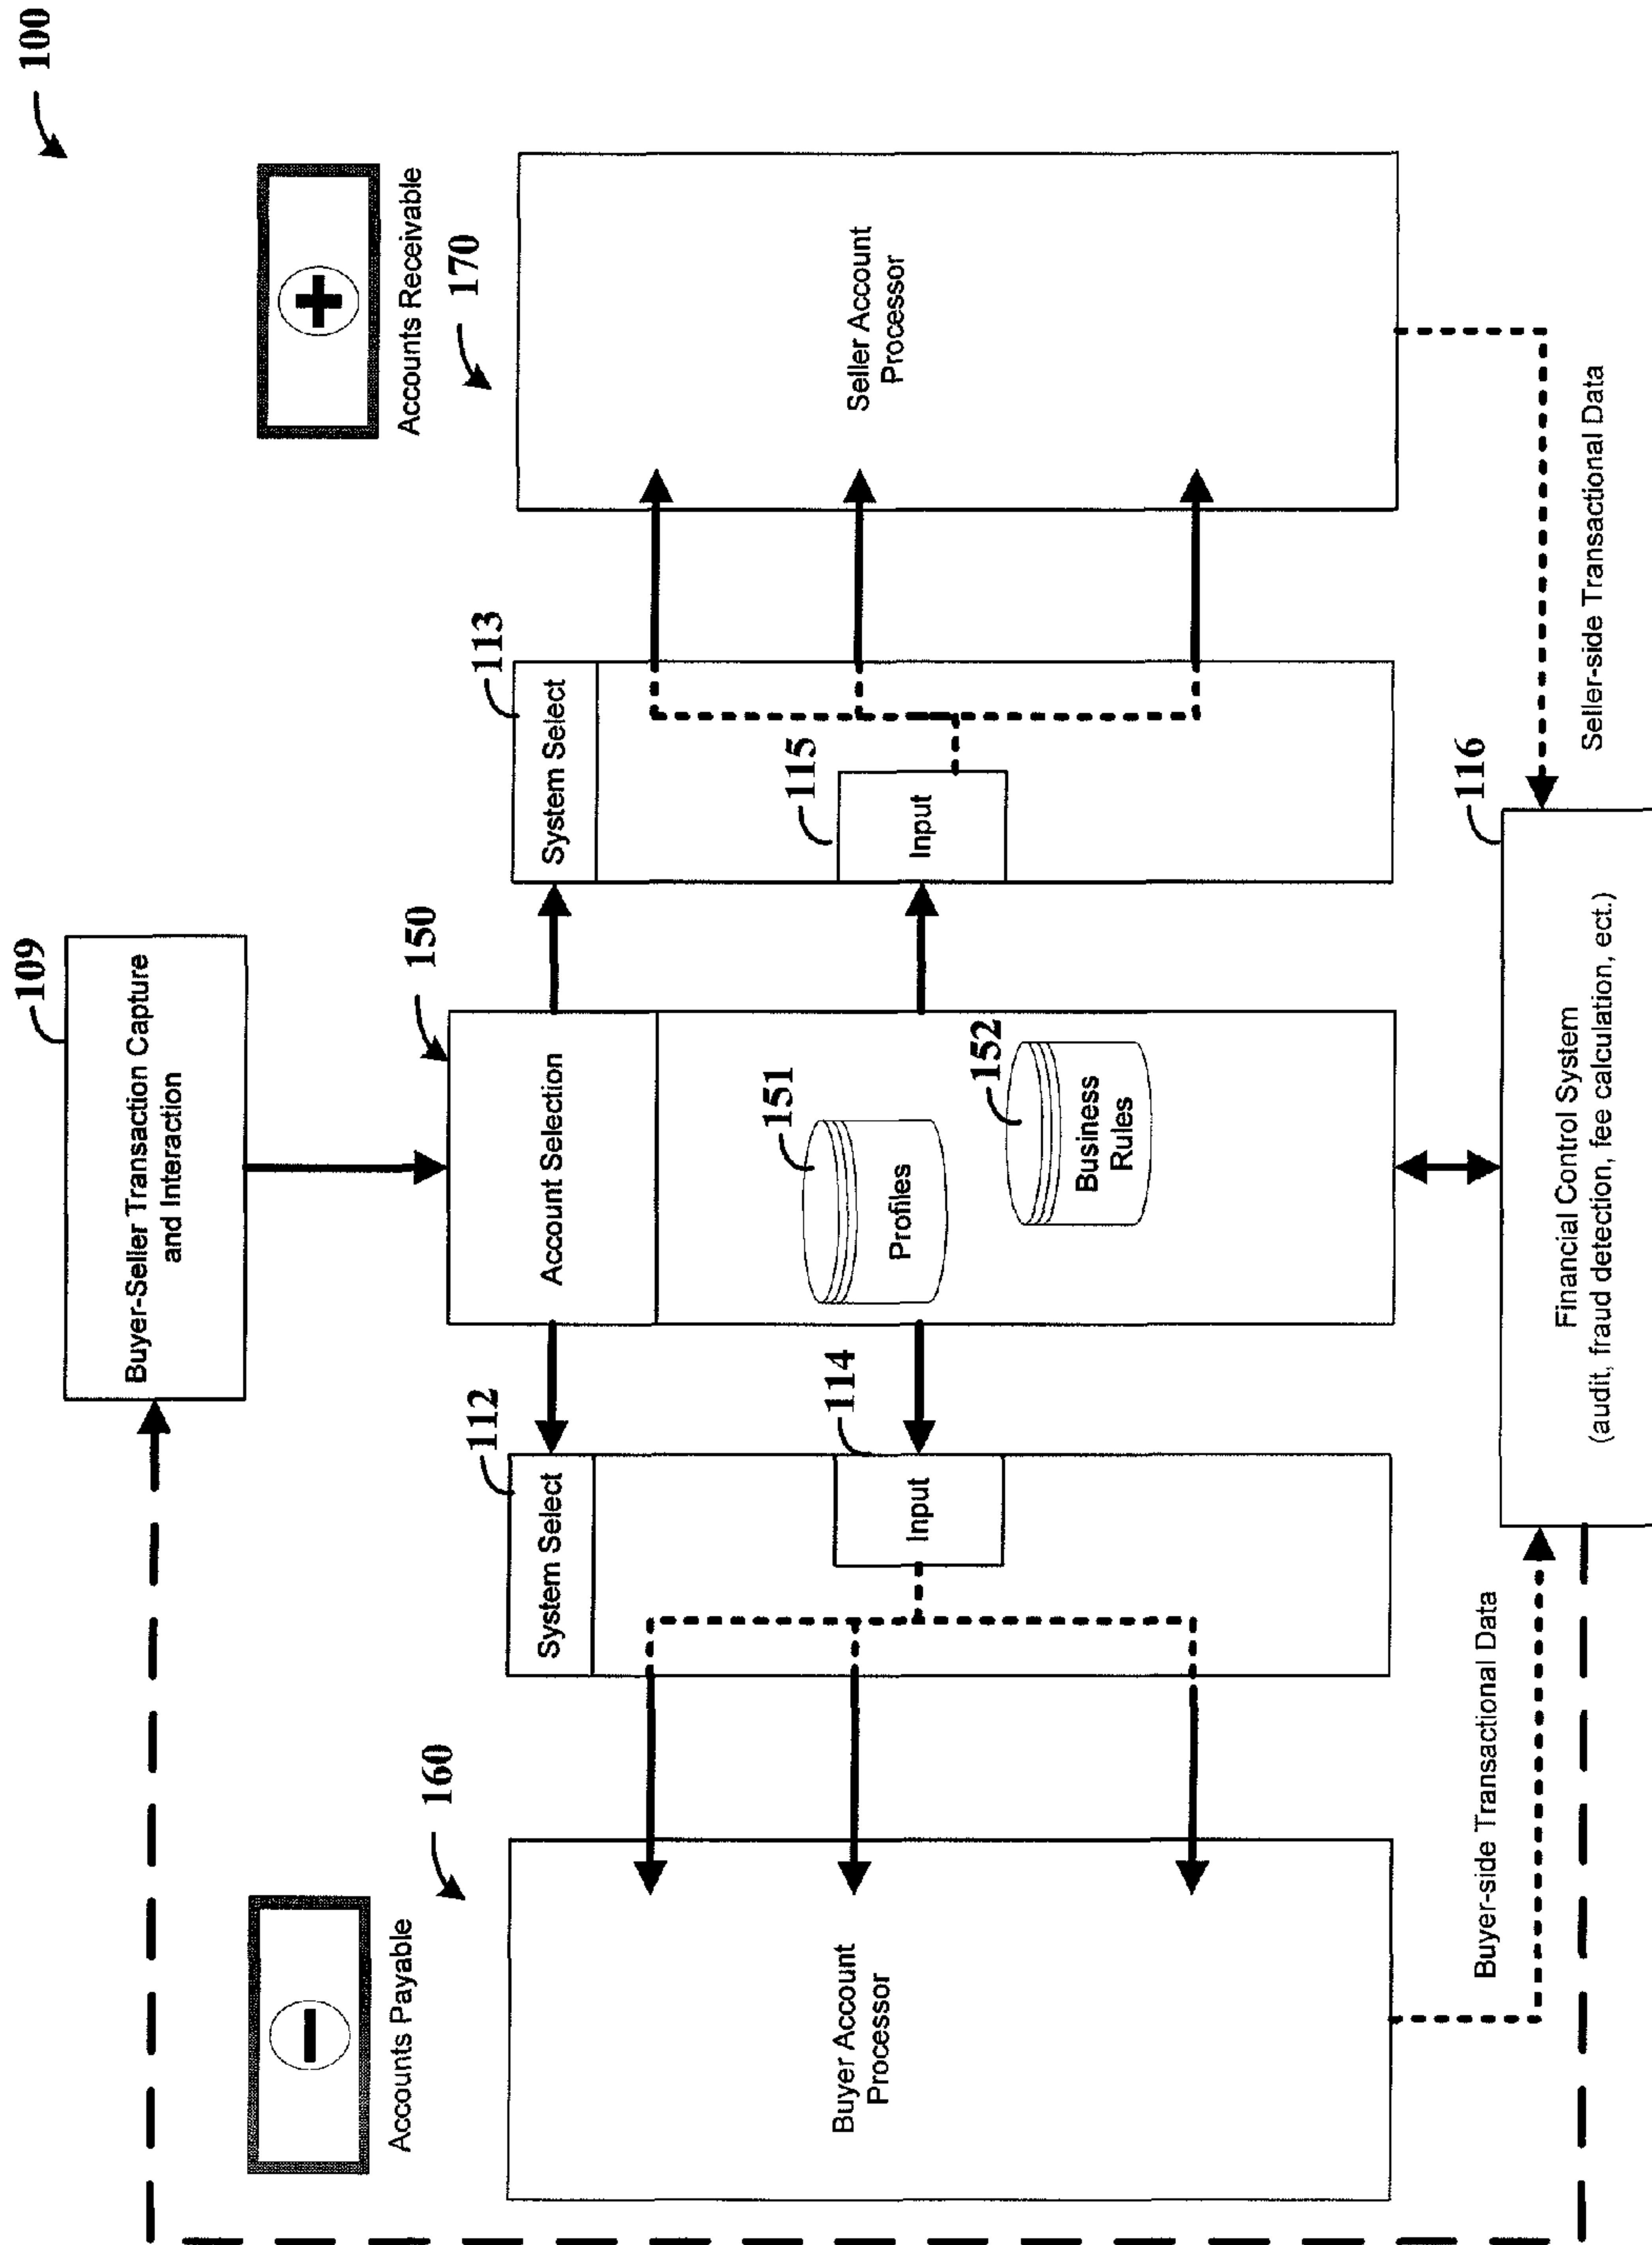 100
109
Buyer-Seller Transaction Capture
and Interaction
Accounts Payable
Accounts Receivable
160
112
150
113
170
System Select
Account Selection
System Select
Buyer Account
Processor
114
Input
151
Profiles
152
Business
Rules
115
Input
Seller Account
Processor
Buyer-side Transactional Data
116
Financial Control System
(audit, fraud detection, fee calculation, ect.)
Seller-side Transactional Data